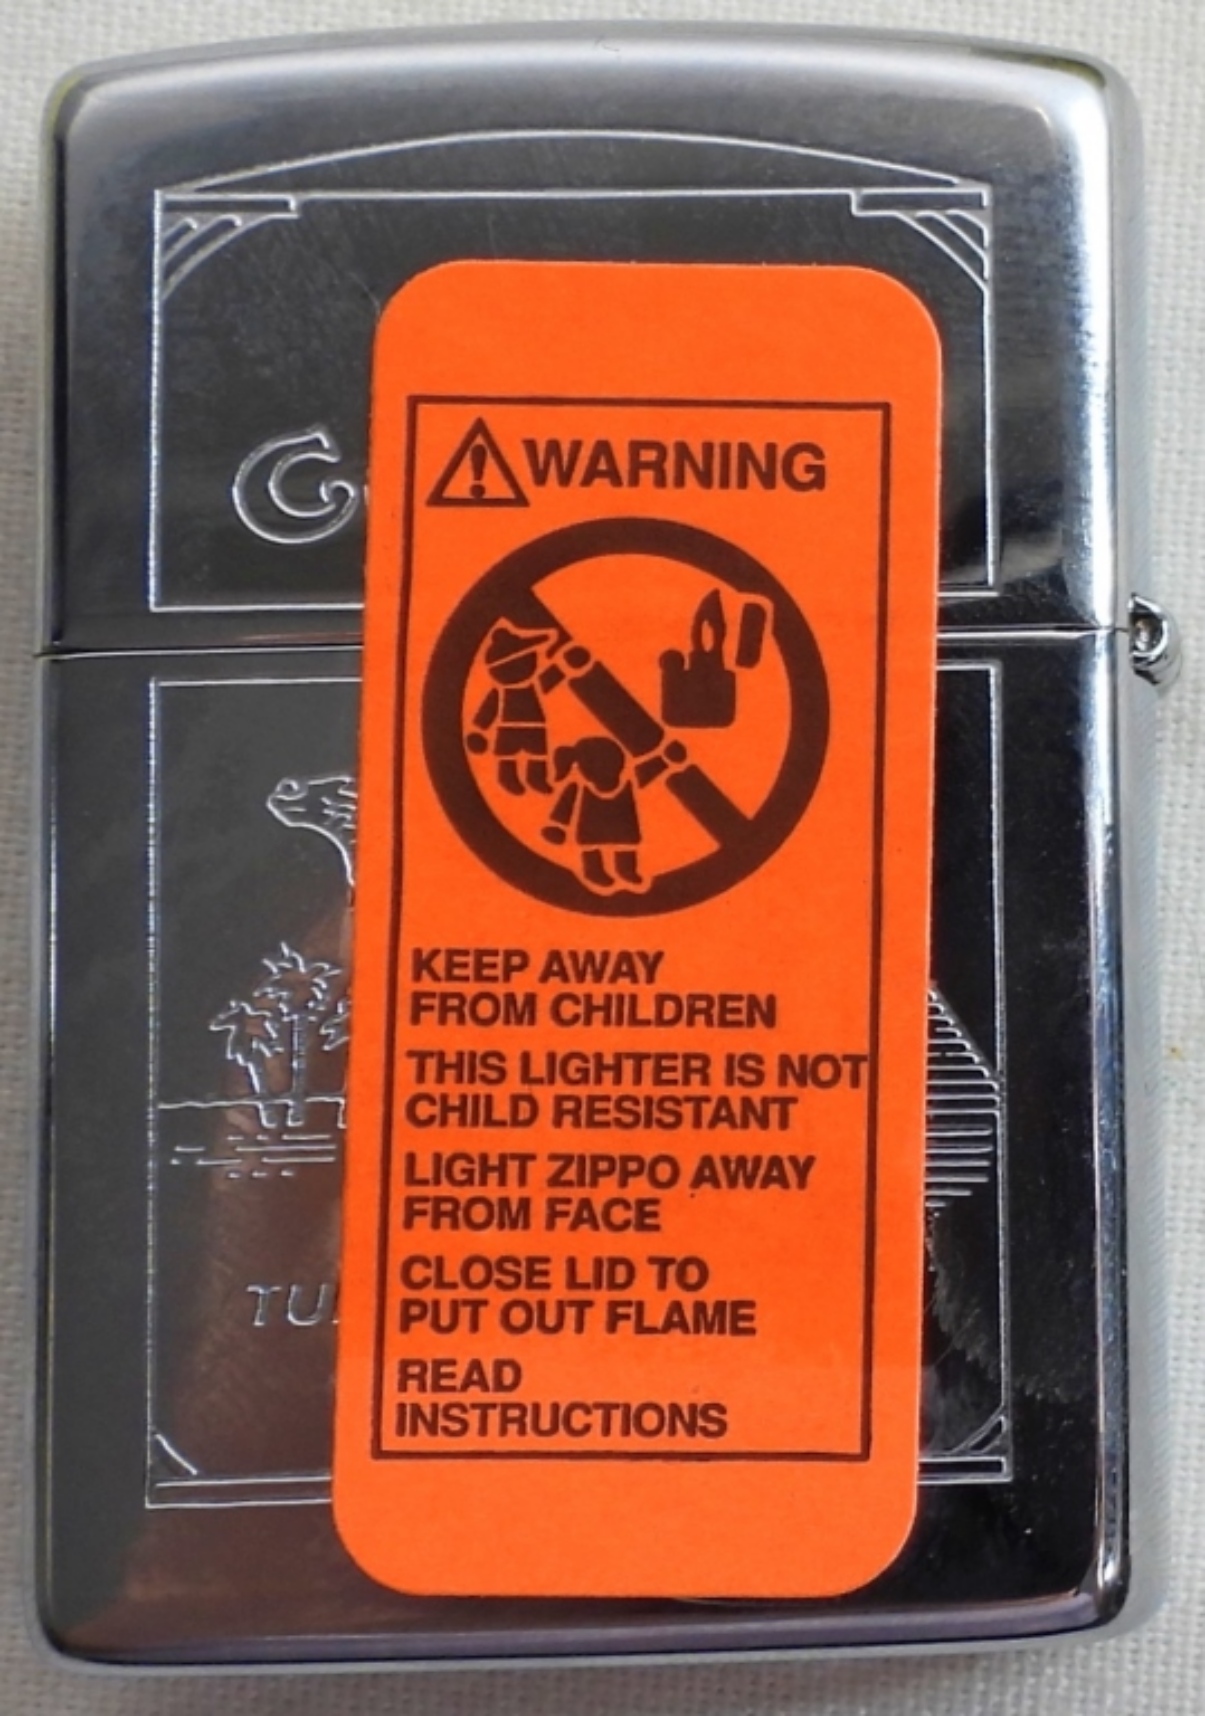 WARNING
KEEP AWAY
FROM CHILDREN
THIS LIGHTER IS NOT
CHILD RESISTANT
LIGHT ZIPPO AWAY
FROM FACE
CLOSE LID TO
PUT OUT FLAME
READ
INSTRUCTIONS